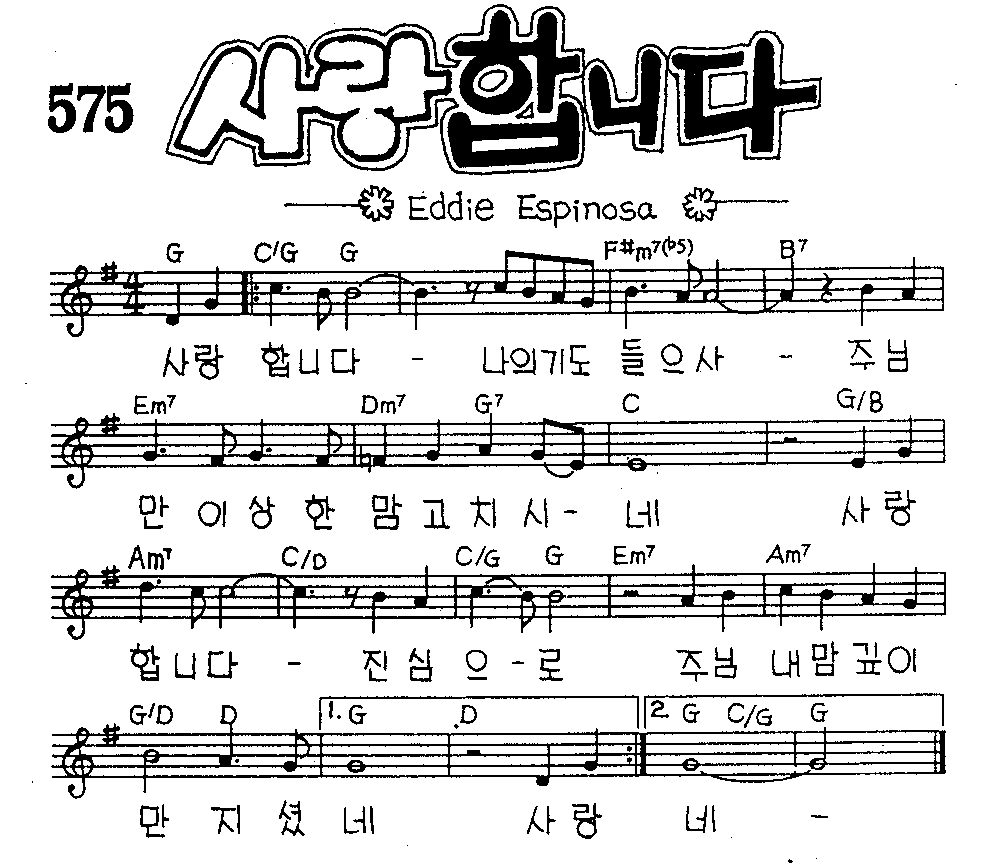 575
사랑합니다
Eddie Espinosa
G C/G G F#m7(b5) B7
사랑 합니다 - 나의기도 들으사 - 주님
Em7 Dm7 G7 C G/B
만 이상한 맘고치시- 네 사랑
Am7 C/D C/G G Em7 Am7
합니다 - 진심 으-로 주님 내맘깊이
G/D D 1. G D 2. G C/G G
만 지셨네 사랑 네 -